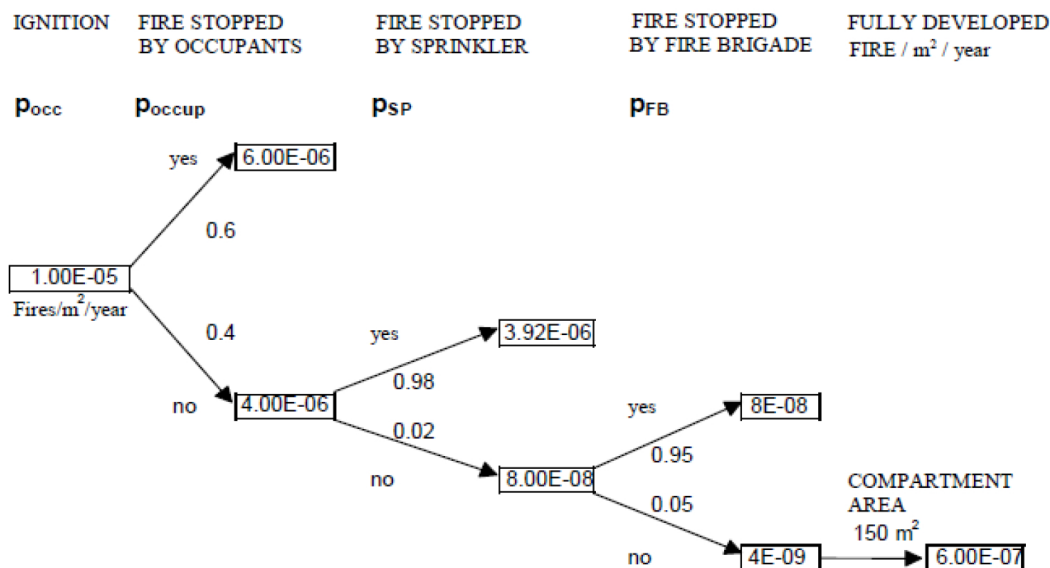 IGNITION
FIRE STOPPED
BY OCCUPANTS
FIRE STOPPED
BY SPRINKLER
FIRE STOPPED
BY FIRE BRIGADE
FULLY DEVELOPED
FIRE / m² / year
pocc
poccup
pSP
pFB
yes
6.00E-06
0.6
1.00E-05
Fires/m²/year
0.4
yes
3.92E-06
0.98
no
4.00E-06
0.02
yes
8E-08
0.95
no
8.00E-08
0.05
COMPARTMENT
AREA
150 m²
no
4E-09
6.00E-07